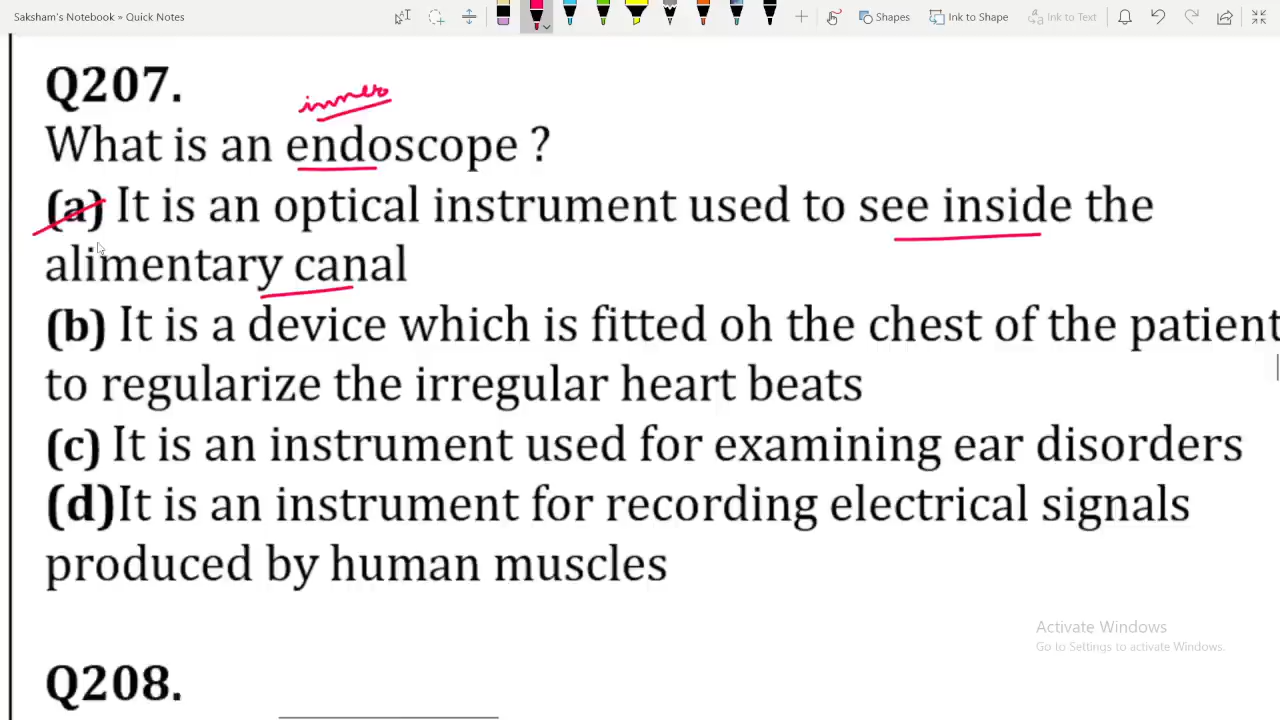 Saksham's Notebook » Quick Notes
Shapes
Ink to Shape
Ink to Text
Q207.
inner
What is an endoscope ?
(a) It is an optical instrument used to see inside the
alimentary canal
(b) It is a device which is fitted oh the chest of the patient
to regularize the irregular heart beats
(c) It is an instrument used for examining ear disorders
(d)It is an instrument for recording electrical signals
produced by human muscles
Activate Windows
Go to Settings to activate Windows.
Q208.